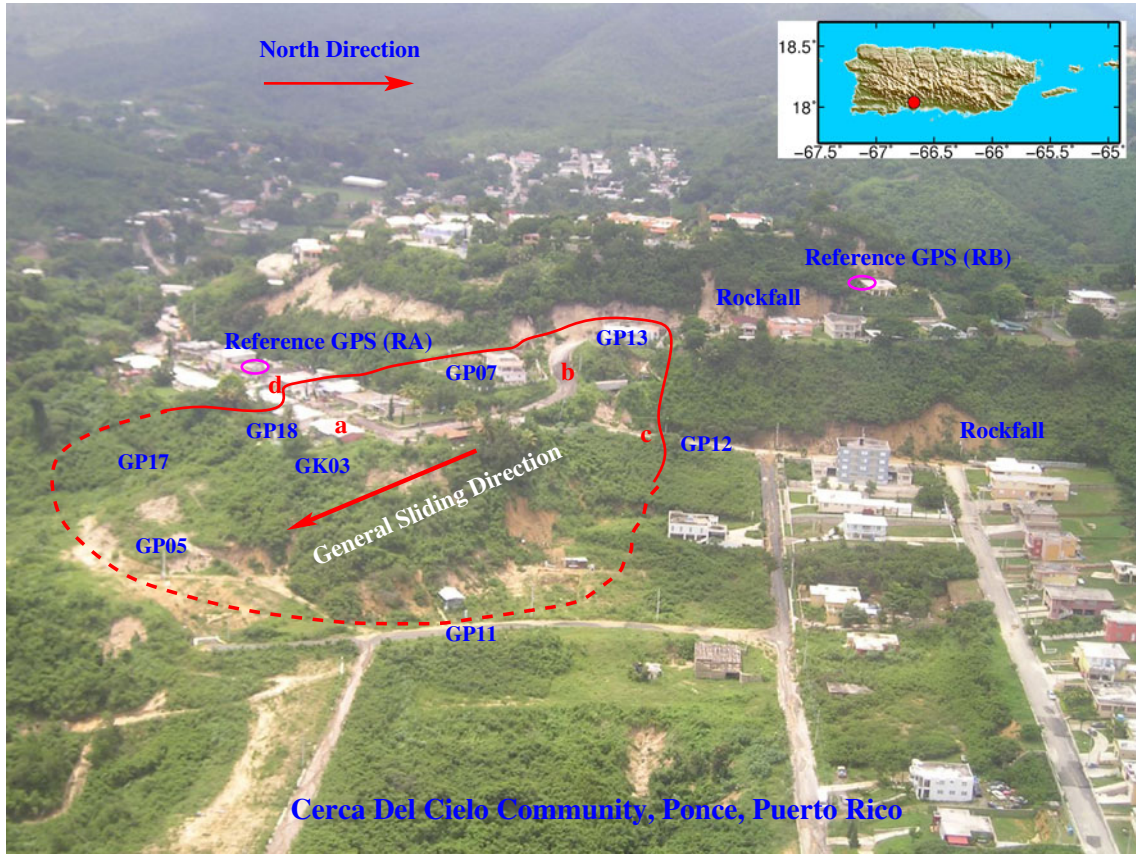 North Direction
18.5°
18°
−67.5°
−67°
−66.5°
−66°
−65.5°
−65°
Reference GPS (RB)
Rockfall
Reference GPS (RA)
GP13
GP07
b
d
GP18
a
c
GP12
Rockfall
GP17
GK03
General Sliding Direction
GP05
GP11
Cerca Del Cielo Community, Ponce, Puerto Rico